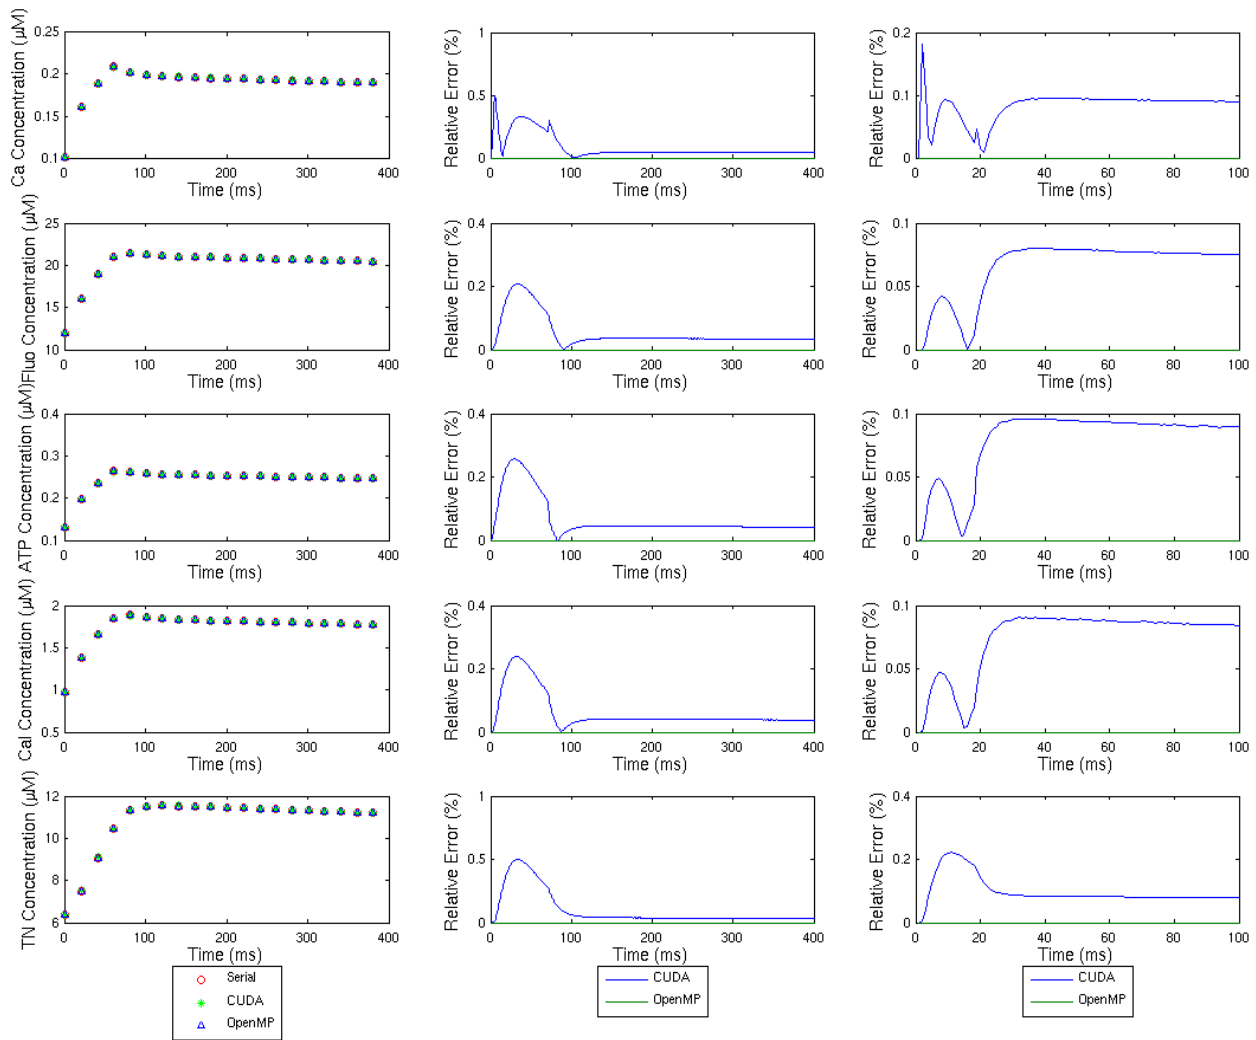 Ca Concentration (µM)
0.25
0.2
0.15
0.1
0 100 200 300 400
Time (ms)
Relative Error (%)
1
0.5
0
0 100 200 300 400
Time (ms)
Relative Error (%)
0.2
0.1
0
0 20 40 60 80 100
Time (ms)
Fluo Concentration (µM)
25
20
15
10
0 100 200 300 400
Time (ms)
Relative Error (%)
0.4
0.2
0
0 100 200 300 400
Time (ms)
Relative Error (%)
0.1
0.05
0
0 20 40 60 80 100
Time (ms)
ATP Concentration (µM)
0.4
0.3
0.2
0.1
0 100 200 300 400
Time (ms)
Relative Error (%)
0.4
0.2
0
0 100 200 300 400
Time (ms)
Relative Error (%)
0.1
0.05
0
0 20 40 60 80 100
Time (ms)
Cal Concentration (µM)
2
1.5
1
0.5
0 100 200 300 400
Time (ms)
Relative Error (%)
0.4
0.2
0
0 100 200 300 400
Time (ms)
Relative Error (%)
0.1
0.05
0
0 20 40 60 80 100
Time (ms)
TN Concentration (µM)
12
10
8
6
0 100 200 300 400
Time (ms)
Relative Error (%)
1
0.5
0
0 100 200 300 400
Time (ms)
Relative Error (%)
0.4
0.2
0
0 20 40 60 80 100
Time (ms)
Serial
CUDA
OpenMP
CUDA
OpenMP
CUDA
OpenMP